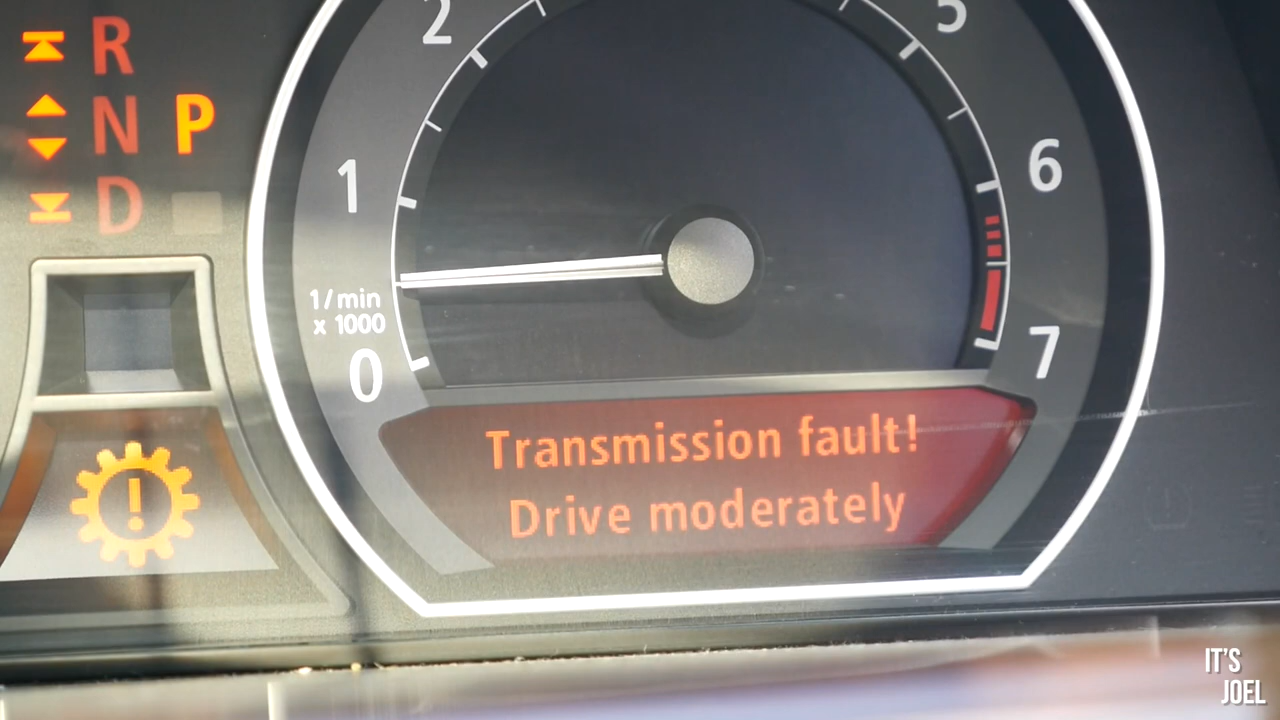 R
N P
D
2
5
1
6
1/min
x 1000
0
7
Transmission fault!
Drive moderately
!
IT'S
JOEL